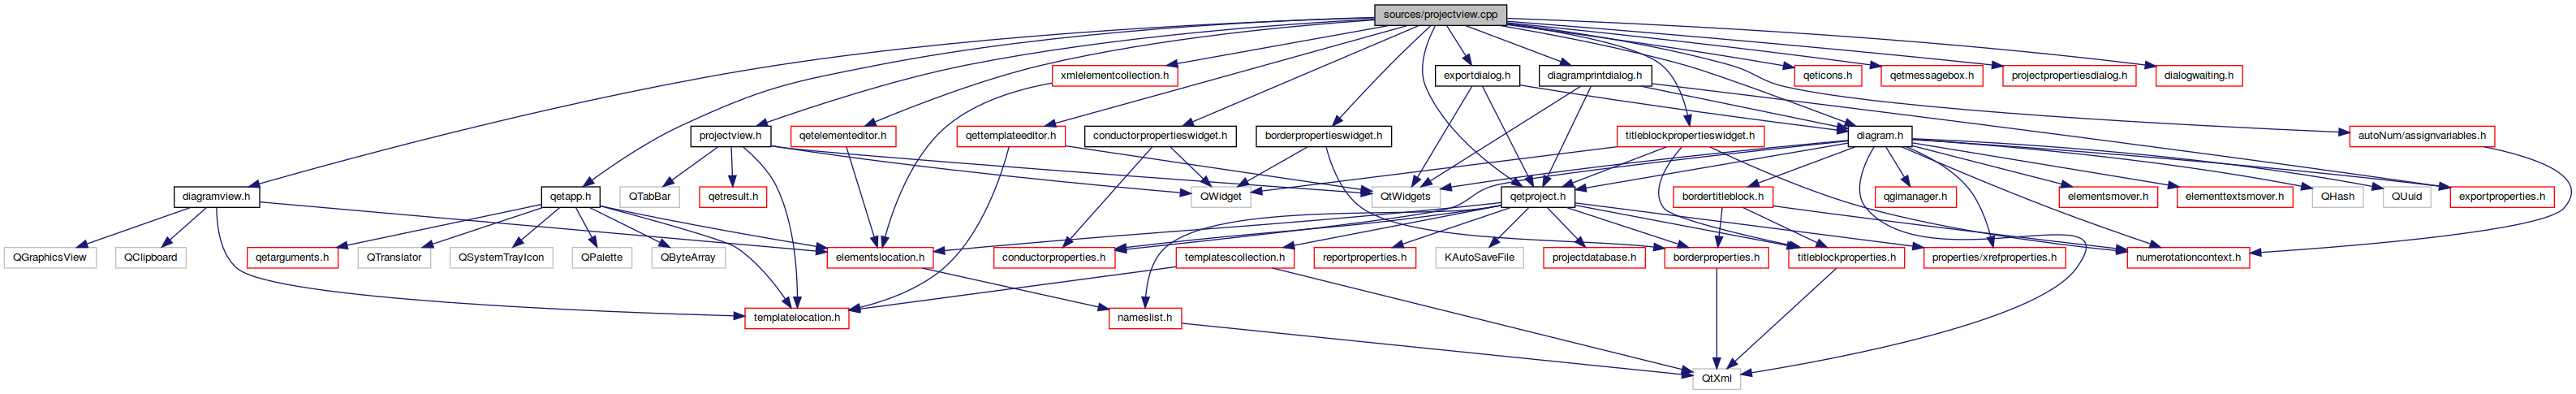 sources/projectview.cpp
xmlelementcollection.h
exportdialog.h
diagramprintdialog.h
qeticons.h
qetmessagebox.h
projectpropertiesdialog.h
dialogwaiting.h
projectview.h
qetelementeditor.h
qettemplateeditor.h
conductorpropertieswidget.h
borderpropertieswidget.h
titleblockpropertieswidget.h
diagram.h
autoNum/assignvariables.h
diagramview.h
qetapp.h
QTabBar
qetresult.h
QWidget
QtWidgets
qetproject.h
bordertitleblock.h
qgimanager.h
elementsmover.h
elementtextsmover.h
QHash
QUuid
exportproperties.h
QGraphicsView
QClipboard
qetarguments.h
QTranslator
QSystemTrayIcon
QPalette
QByteArray
elementslocation.h
conductorproperties.h
templatescollection.h
reportproperties.h
KAutoSaveFile
projectdatabase.h
borderproperties.h
titleblockproperties.h
properties/xrefproperties.h
numerotationcontext.h
templatelocation.h
nameslist.h
QtXml